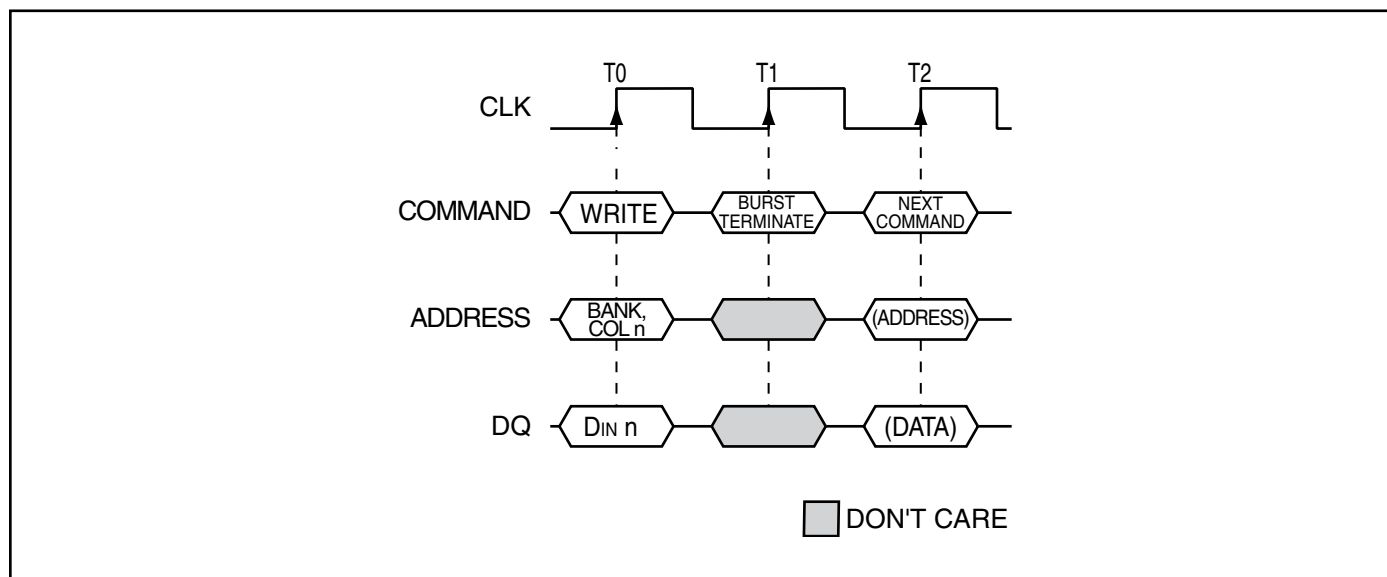 T0 T1 T2
CLK
COMMAND WRITE BURST TERMINATE NEXT COMMAND
ADDRESS BANK, COL n (ADDRESS)
DQ DIN n (DATA)
DON'T CARE